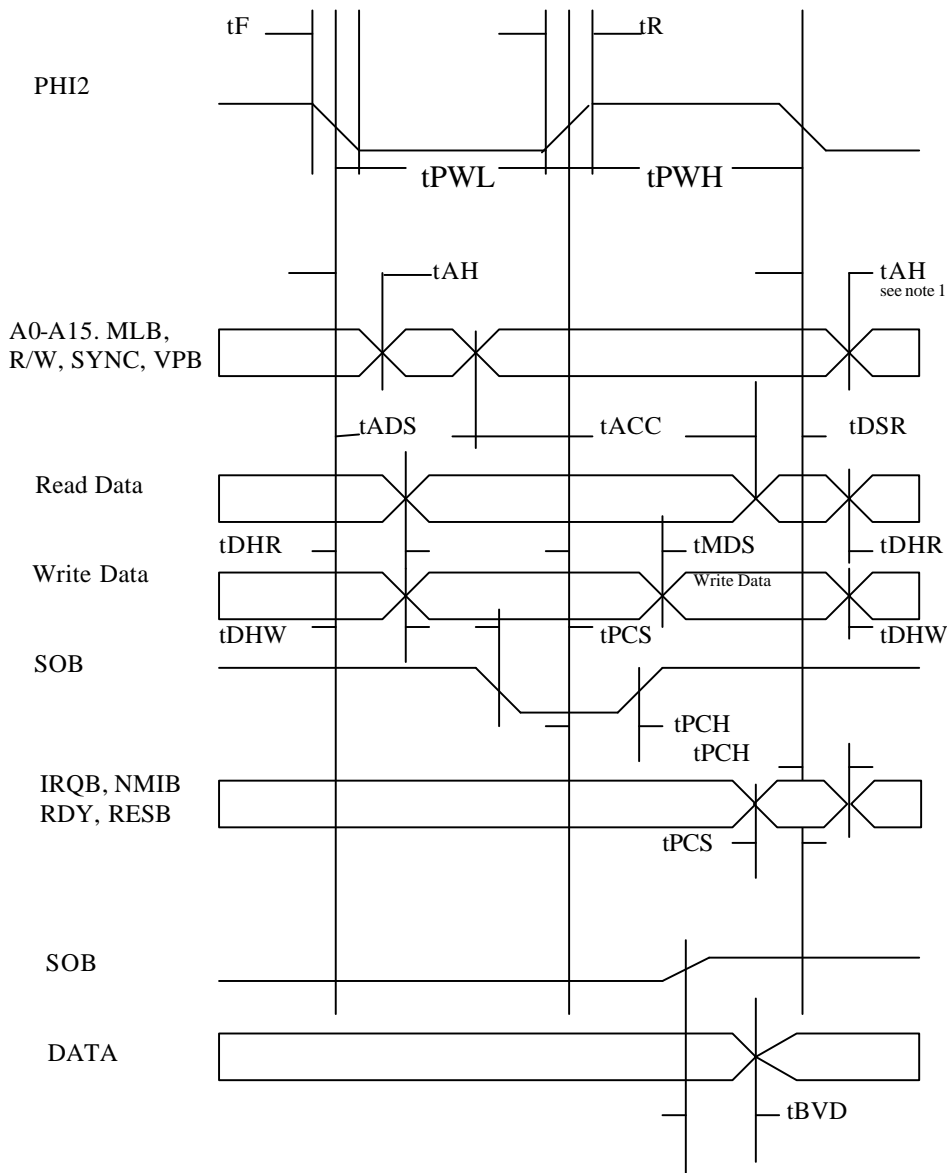 tF tR
PHI2
tPWL tPWH
tAH tAH
see note 1
A0-A15. MLB,
R/W, SYNC, VPB
tADS tACC tDSR
Read Data
tDHR tMDS tDHR
Write Data Write Data
tDHW tPCS tDHW
SOB
tPCH
tPCH
IRQB, NMIB
RDY, RESB
tPCS
SOB
DATA
tBVD